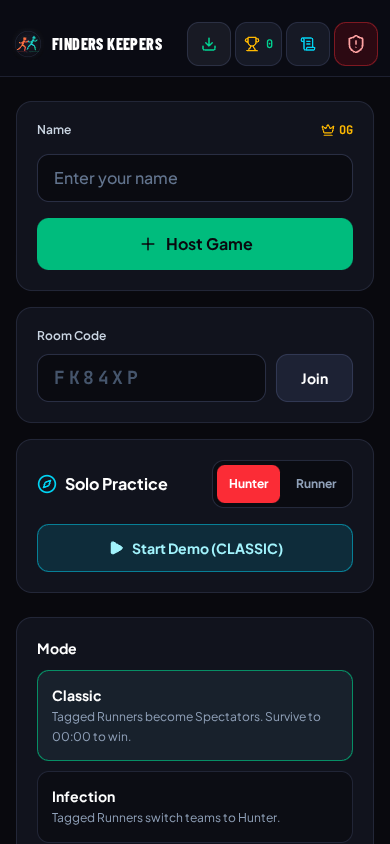 FINDERS KEEPERS
0
Name
OG
Enter your name
Host Game
Room Code
FK84XP
Join
Solo Practice
Hunter
Runner
Start Demo (CLASSIC)
Mode
Classic
Tagged Runners become Spectators. Survive to
00:00 to win.
Infection
Tagged Runners switch teams to Hunter.